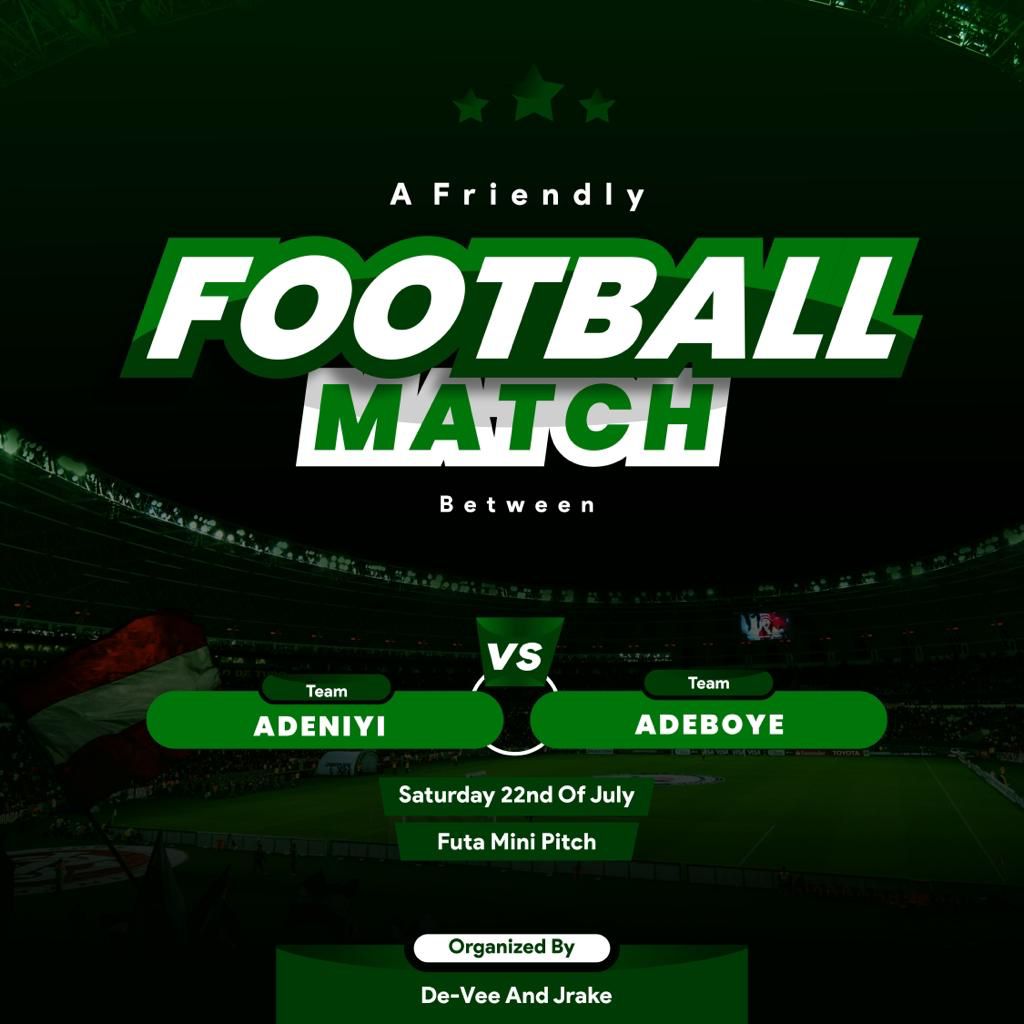 A Friendly
FOOTBALL
MATCH
Between
VS
Team
ADENIYI
Team
ADEBOYE
Saturday 22nd Of July
Futa Mini Pitch
Organized By
De-Vee And Jrake